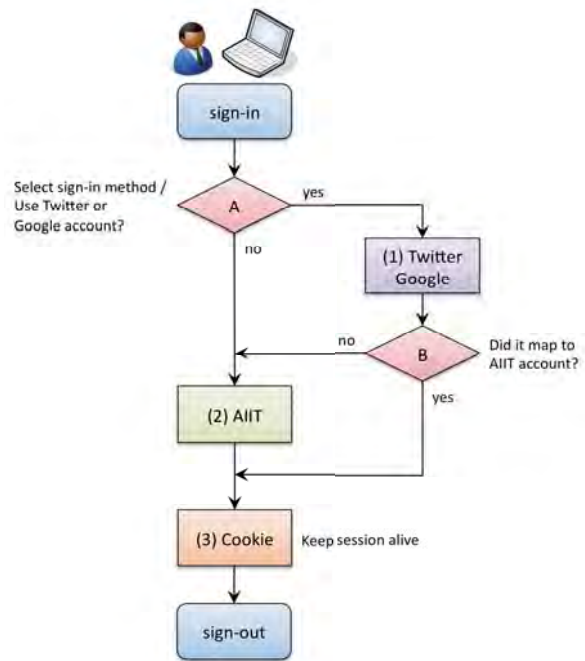 sign-in
Select sign-in method /
Use Twitter or
Google account?
A
yes
no
(1) Twitter
Google
no
B
Did it map to
AIIT account?
yes
(2) AIIT
(3) Cookie
Keep session alive
sign-out